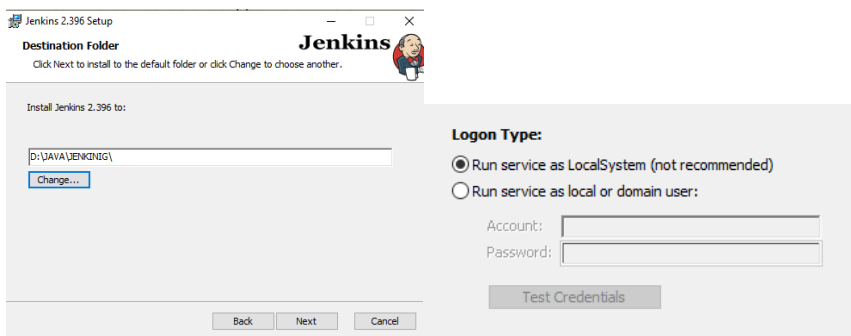 Jenkins 2.396 Setup
Destination Folder
Click Next to install to the default folder or click Change to choose another.
Jenkins
Install Jenkins 2.396 to:
D:\JAVA\JENKINIG\
Change...
Back Next Cancel
Logon Type:
Run service as LocalSystem (not recommended)
Run service as local or domain user:
Account:
Password:
Test Credentials